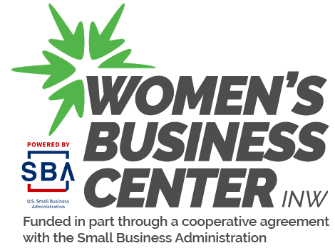 WOMEN'S
BUSINESS
CENTER INW
POWERED BY
SBA
U.S. Small Business
Administration
Funded in part through a cooperative agreement
with the Small Business Administration